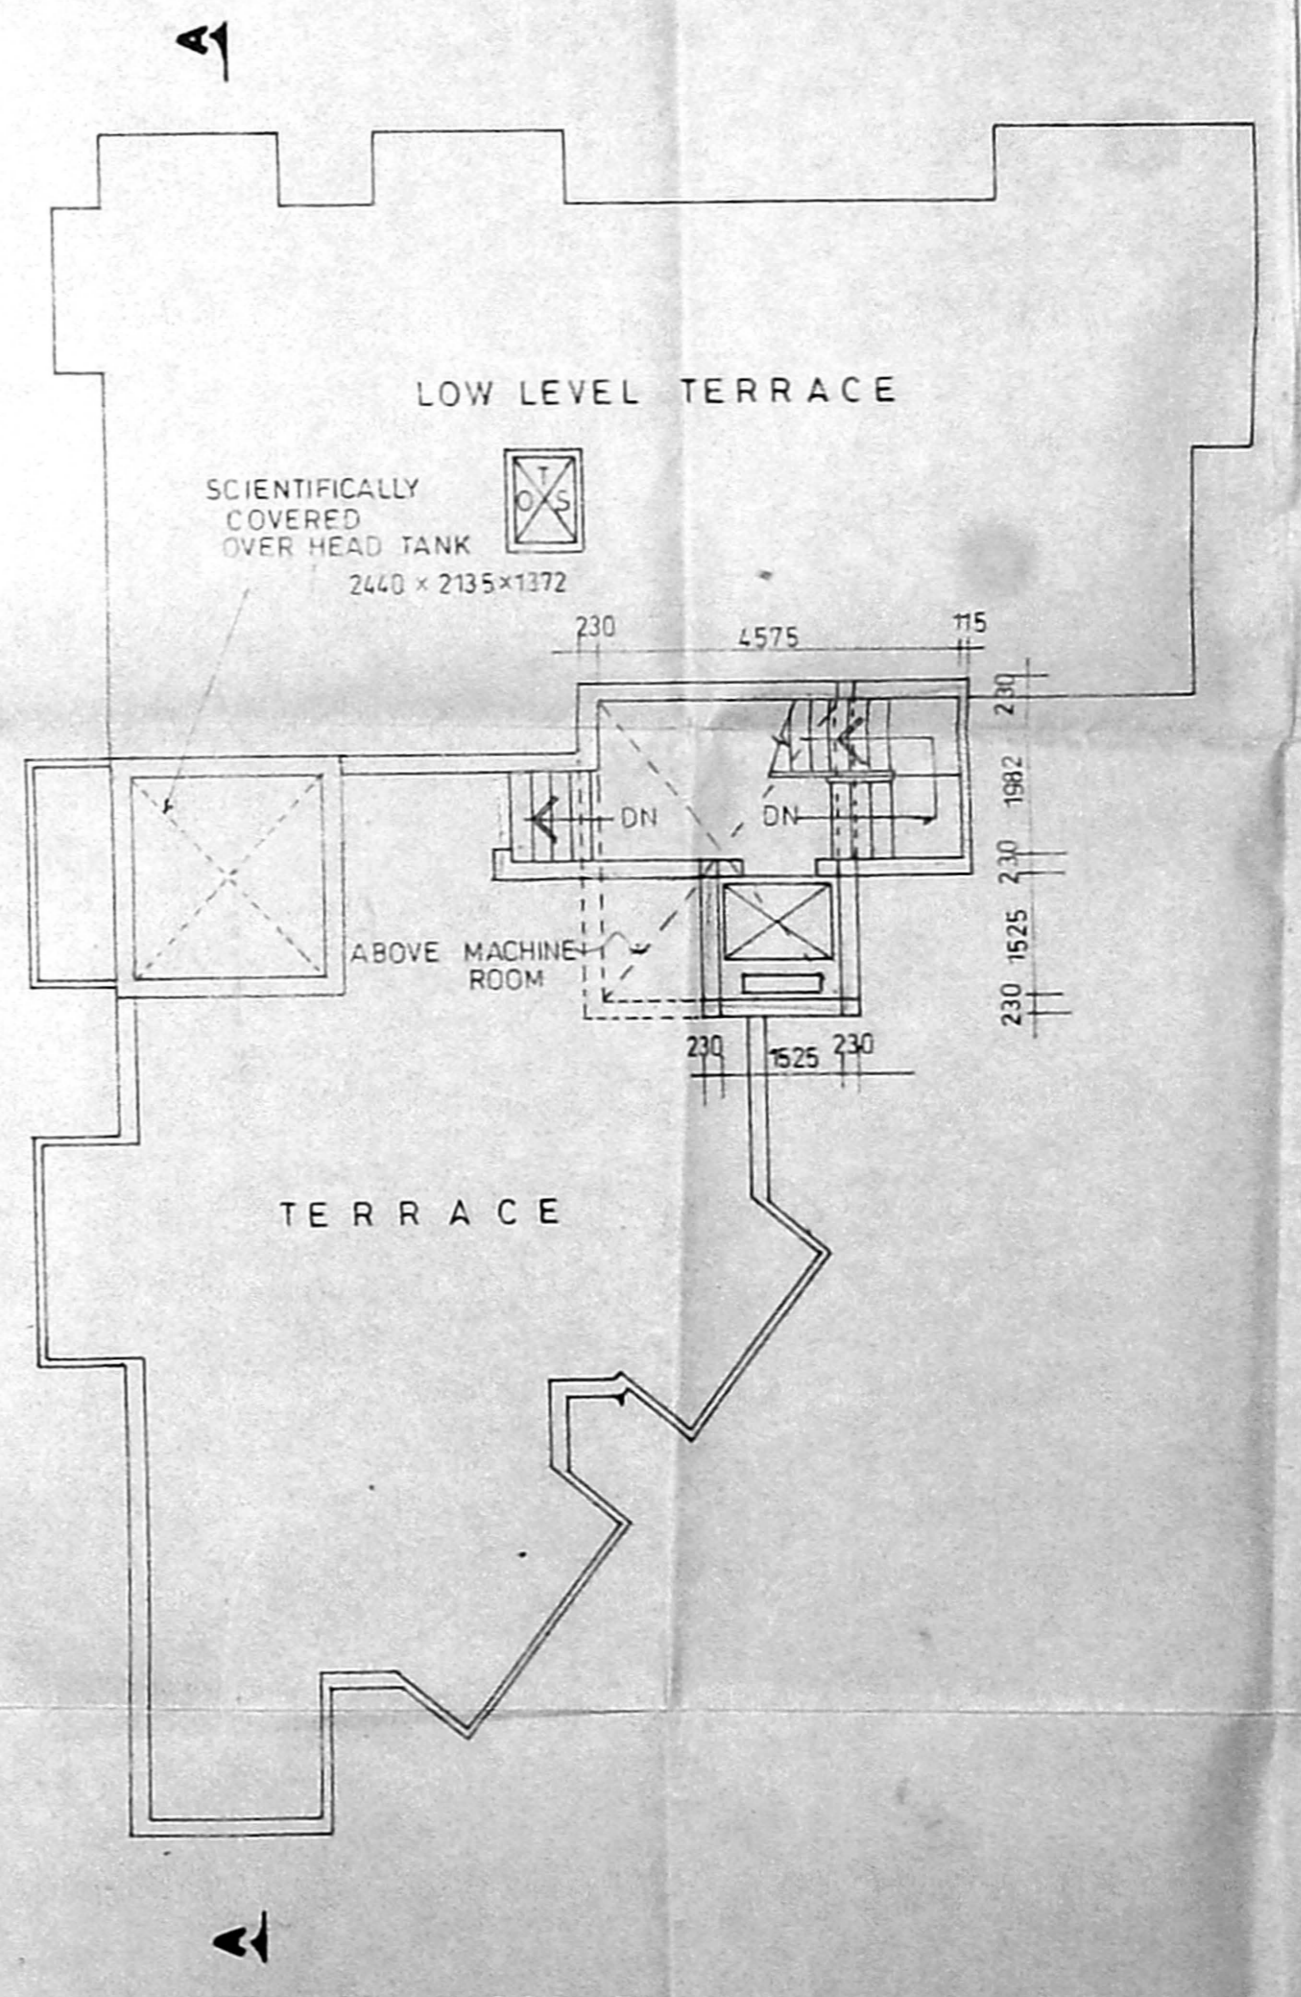 A
LOW LEVEL TERRACE
SCIENTIFICALLY
COVERED
OVER HEAD TANK
2440 × 2135×1372
T
O S
230
4575
115
230
1982
230
1525
230
DN
DN
ABOVE MACHINE
ROOM
230
1525
230
TERRACE
A